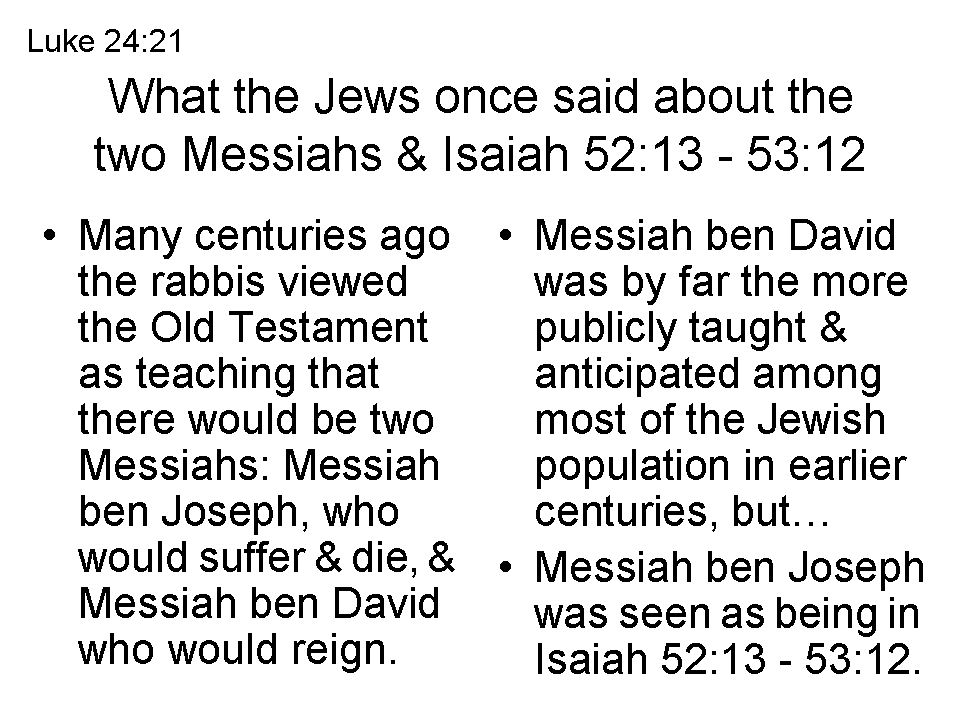 Luke 24:21
What the Jews once said about the
two Messiahs & Isaiah 52:13 - 53:12
• Many centuries ago
the rabbis viewed
the Old Testament
as teaching that
there would be two
Messiahs: Messiah
ben Joseph, who
would suffer & die, &
Messiah ben David
who would reign.
• Messiah ben David
was by far the more
publicly taught &
anticipated among
most of the Jewish
population in earlier
centuries, but…
• Messiah ben Joseph
was seen as being in
Isaiah 52:13 - 53:12.